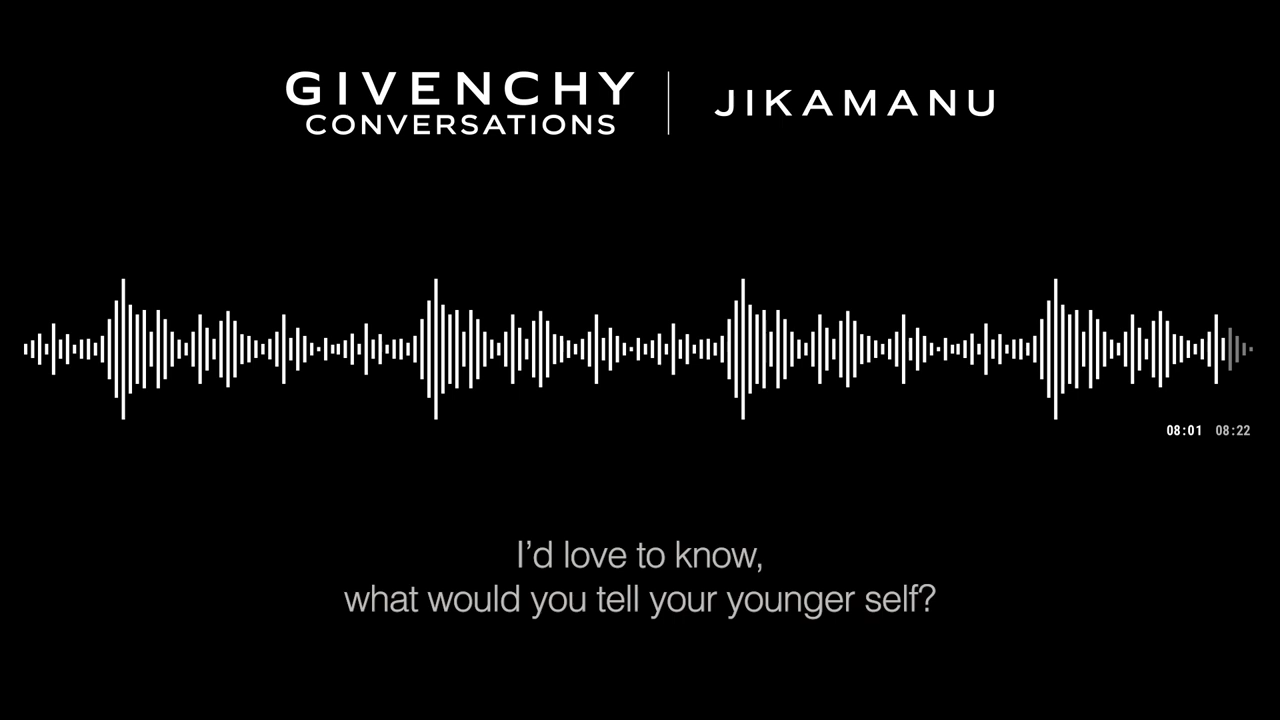 GIVENCHY
CONVERSATIONS
JIKAMANU
08:01 08:22
I’d love to know,
what would you tell your younger self?